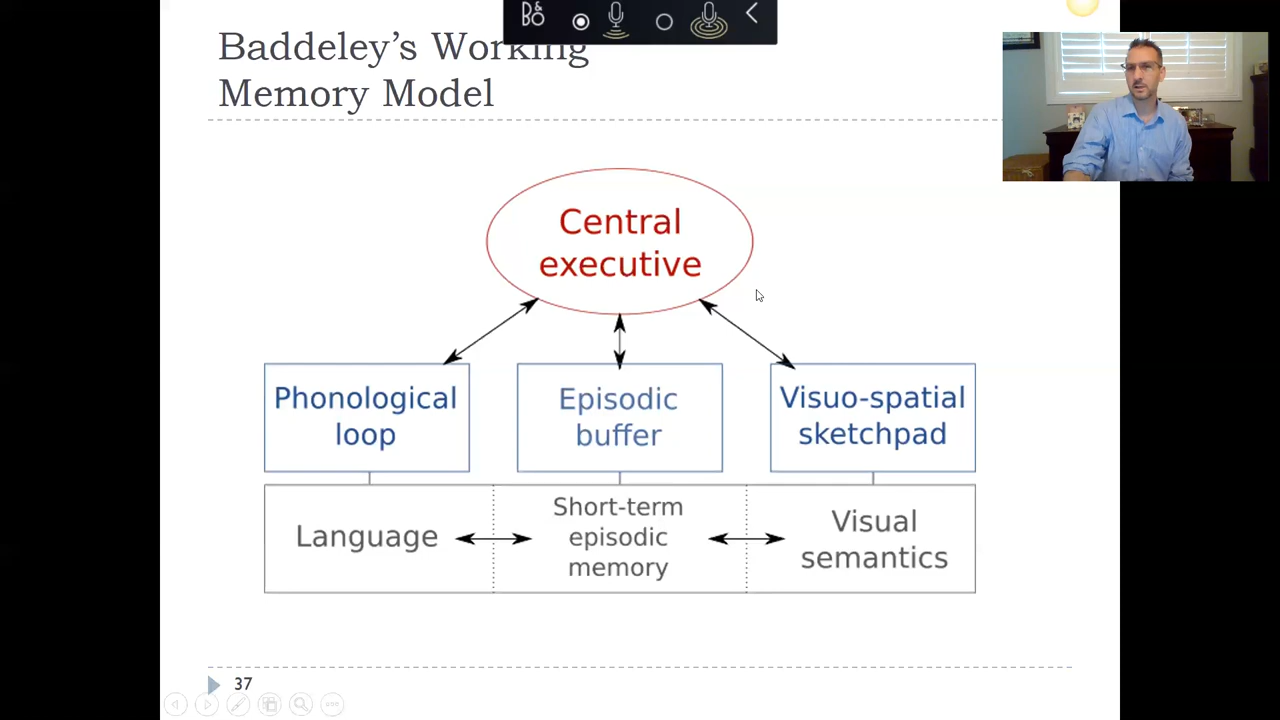 B&O
Baddeley's Working
Memory Model
Central
executive
Phonological
loop
Episodic
buffer
Visuo-spatial
sketchpad
Language
Short-term
episodic
memory
Visual
semantics
37